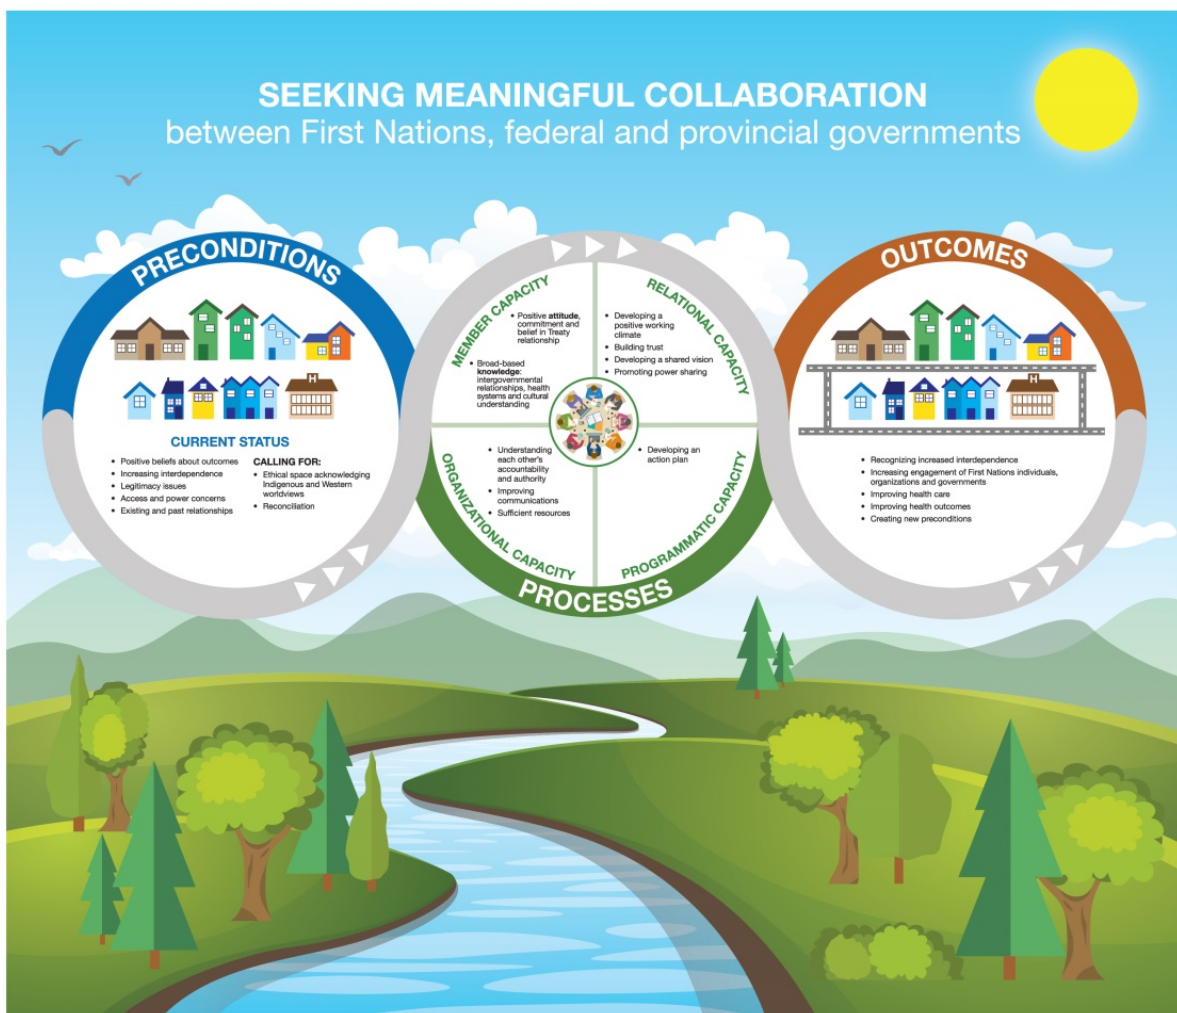 SEEKING MEANINGFUL COLLABORATION
between First Nations, federal and provincial governments
PRECONDITIONS
H
CURRENT STATUS
• Positive beliefs about outcomes
• Increasing interdependence
• Legitimacy issues
• Access and power concerns
• Existing and past relationships
CALLING FOR:
• Ethical space acknowledging
Indigenous and Western
worldviews
• Reconciliation
MEMBER CAPACITY
• Positive attitude,
commitment and
belief in Treaty
relationship
• Broad-based
knowledge:
intergovernmental
relationships, health
systems and cultural
understanding
RELATIONAL CAPACITY
• Developing a
positive working
climate
• Building trust
• Developing a shared vision
• Promoting power sharing
ORGANIZATIONAL CAPACITY
• Understanding
each other's
accountability
and authority
• Improving
communications
• Sufficient resources
PROGRAMMATIC CAPACITY
• Developing an
action plan
PROCESSES
OUTCOMES
H
• Recognizing increased interdependence
• Increasing engagement of First Nations individuals,
organizations and governments
• Improving health care
• Improving health outcomes
• Creating new preconditions